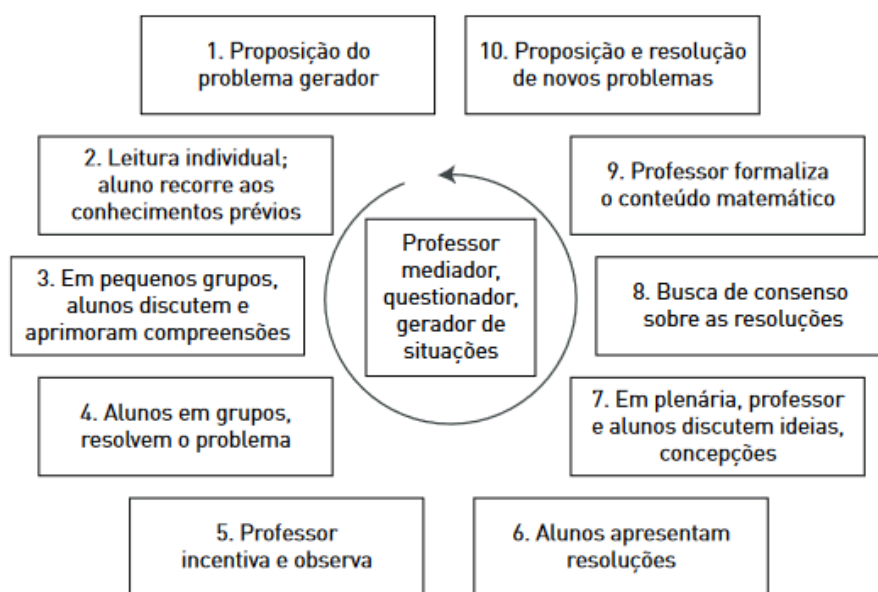 1. Proposição do
problema gerador
2. Leitura individual;
aluno recorre aos
conhecimentos prévios
3. Em pequenos grupos,
alunos discutem e
aprimoram compreensões
4. Alunos em grupos,
resolvem o problema
5. Professor
incentiva e observa
6. Alunos apresentam
resoluções
7. Em plenária, professor
e alunos discutem ideias,
concepções
8. Busca de consenso
sobre as resoluções
9. Professor formaliza
o conteúdo matemático
10. Proposição e resolução
de novos problemas
Professor
mediador,
questionador,
gerador de
situações